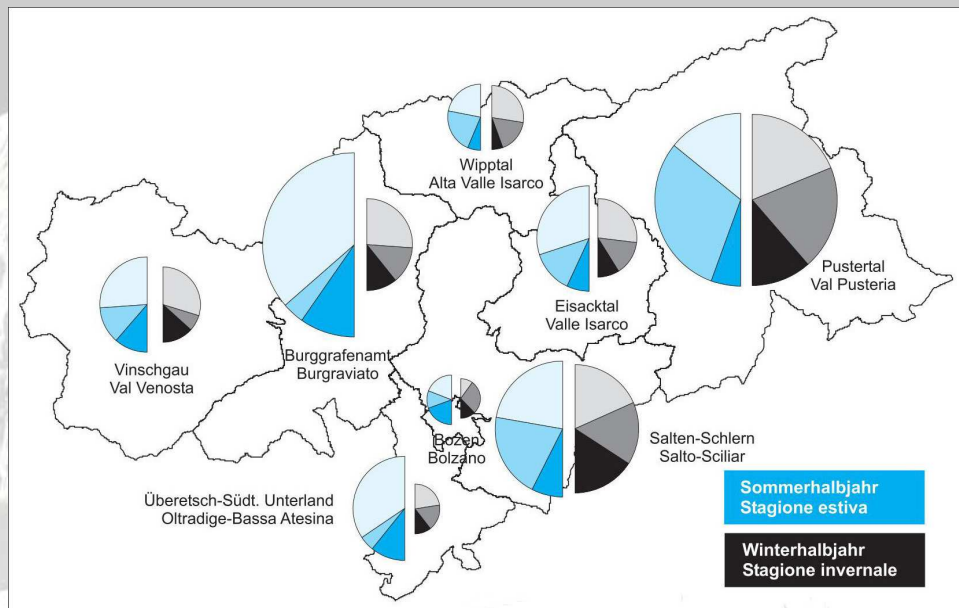 Wipptal
Alta Valle Isarco
Pustertal
Val Pusteria
Eisacktal
Valle Isarco
Burggrafenamt
Burgraviato
Vinschgau
Val Venosta
Bozen
Bolzano
Salten-Schlern
Salto-Sciliar
Überetsch-Südt. Unterland
Oltradige-Bassa Atesina
Sommerhalbjahr
Stagione estiva
Winterhalbjahr
Stagione invernale